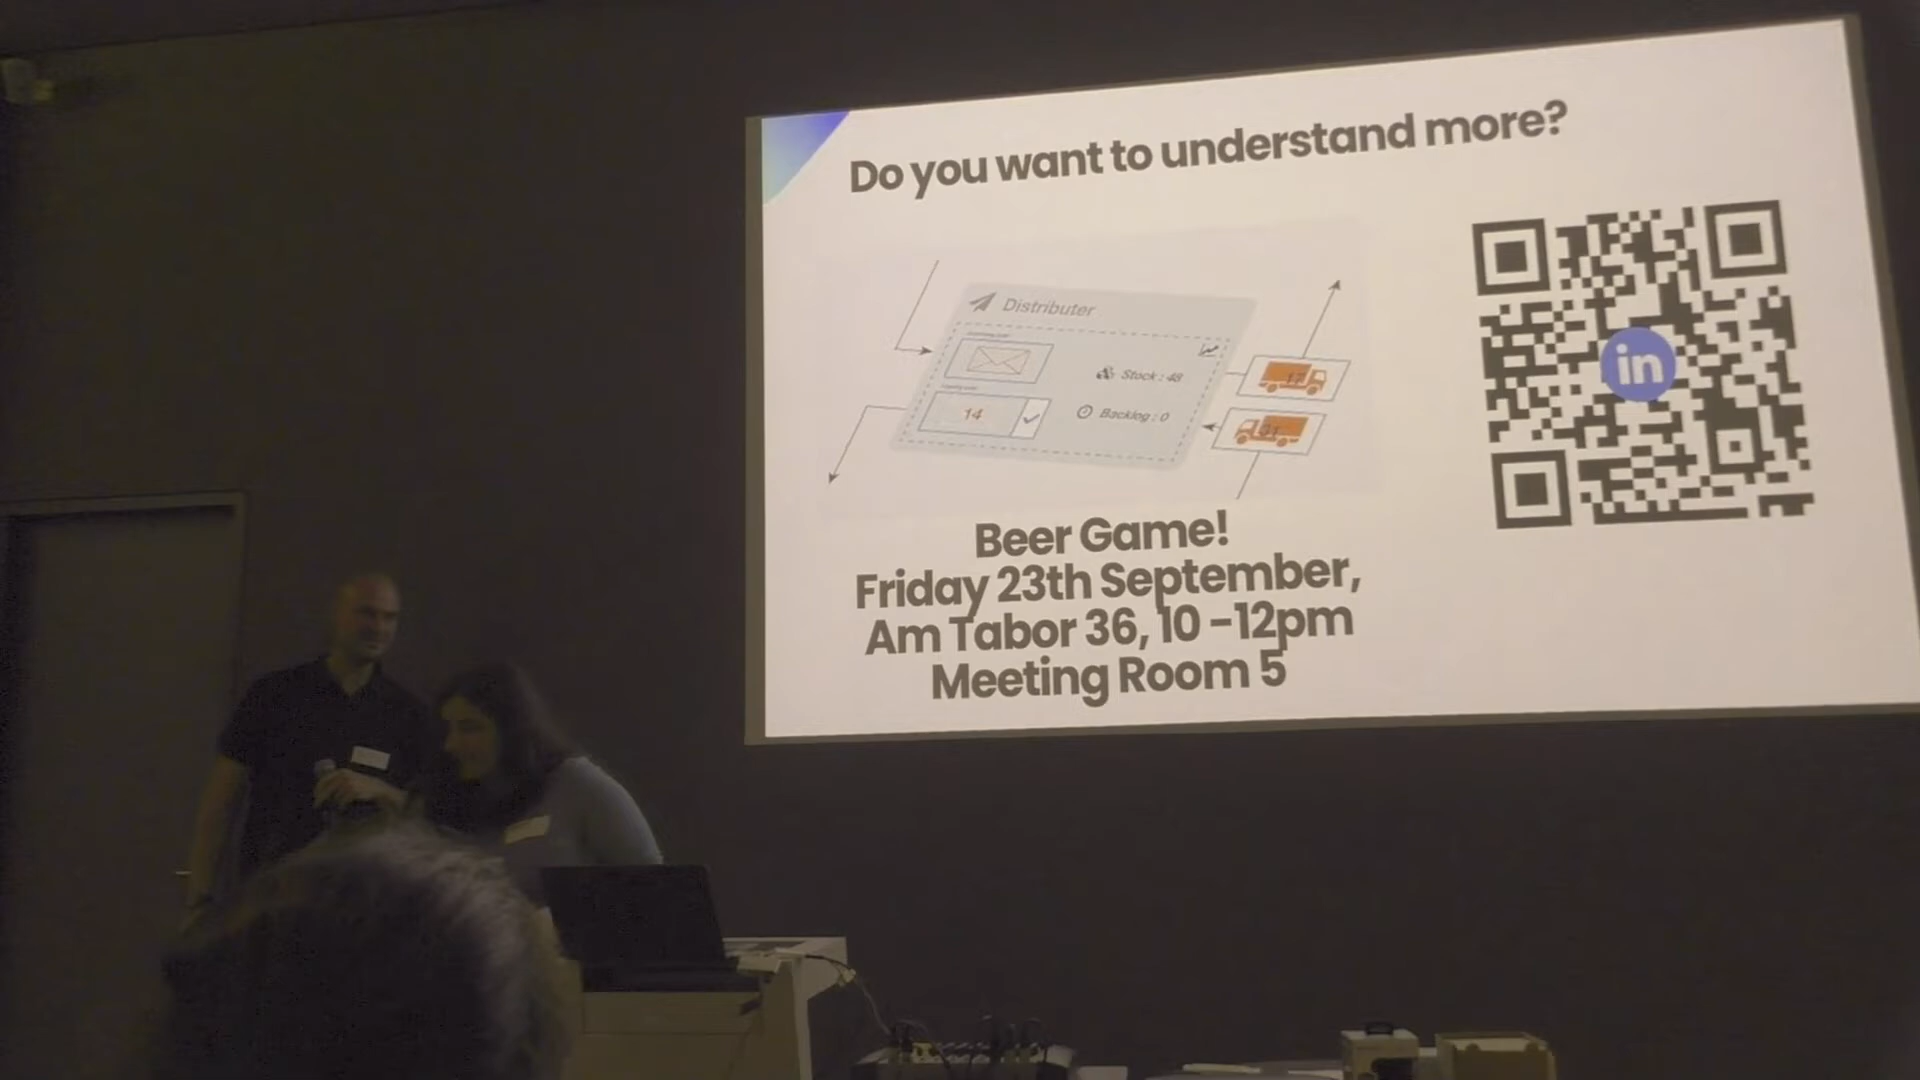 Do you want to understand more?
Distributer
Stock : 48
14
Backlog : 0
in
Beer Game!
Friday 23th September,
Am Tabor 36, 10 -12pm
Meeting Room 5